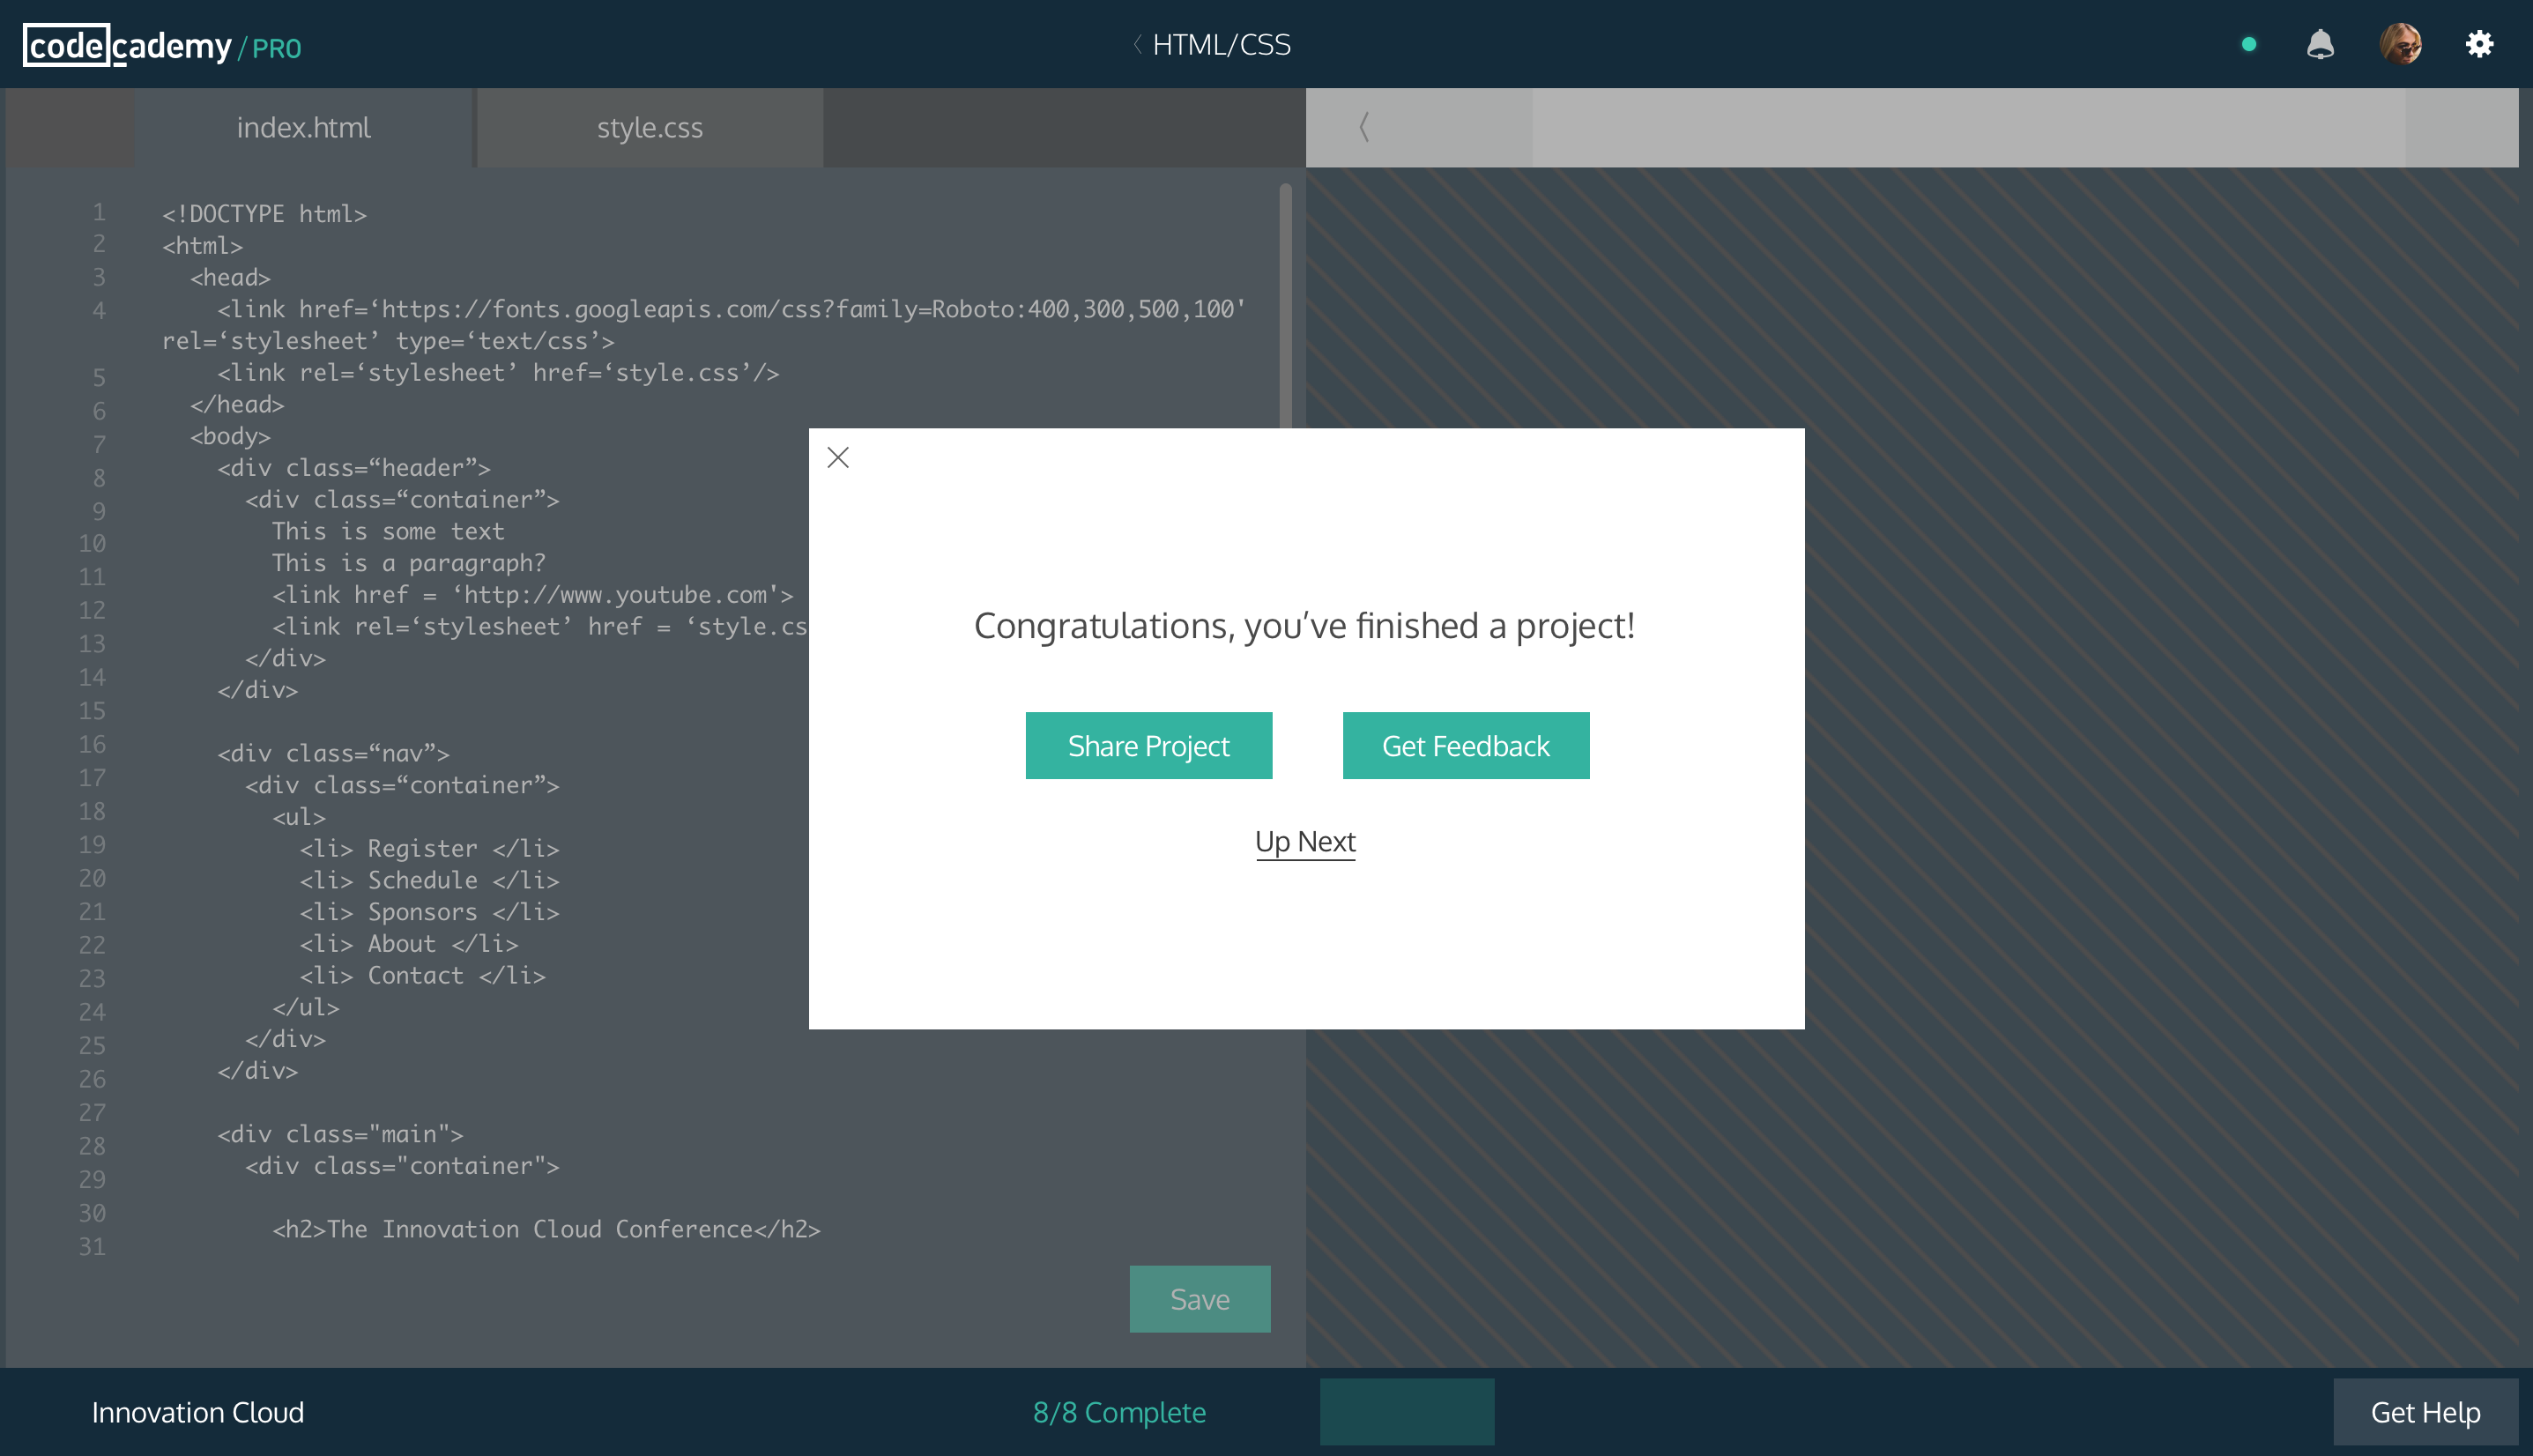 codecademy/PRO
HTML/CSS
index.html
style.css
1 <!DOCTYPE html>
2 <html>
3 <head>
4 <link href=‘https://fonts.googleapis.com/css?family=Roboto:400,300,500,100'
rel=‘stylesheet’ type=‘text/css’>
5 <link rel=‘stylesheet’ href=‘style.css’/>
6 </head>
7 <body>
8 <div class=“header”>
9 <div class=“container”>
10 This is some text
11 This is a paragraph?
12 <link href = ‘http://www.youtube.com'>
13 <link rel=‘stylesheet’ href = ‘style.cs
14 </div>
15 </div>
16
17 <div class=“nav”>
18 <div class=“container”>
19 <ul>
20 <li> Register </li>
21 <li> Schedule </li>
22 <li> Sponsors </li>
23 <li> About </li>
24 <li> Contact </li>
25 </ul>
26 </div>
27 </div>
28
29 <div class="main">
30 <div class="container">
31
<h2>The Innovation Cloud Conference</h2>
Congratulations, you’ve finished a project!
Share Project
Get Feedback
Up Next
Save
Innovation Cloud
8/8 Complete
Get Help